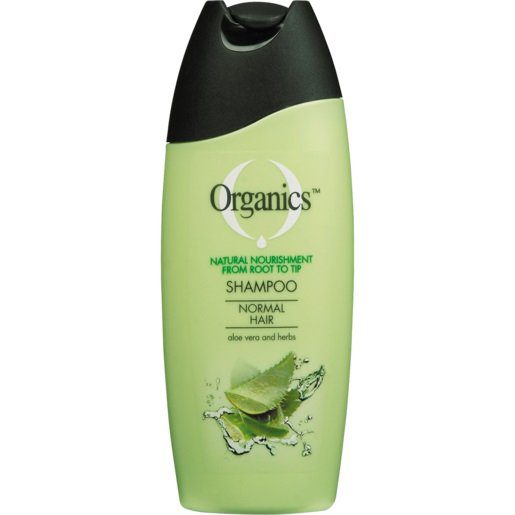 Organics™
NATURAL NOURISHMENT
FROM ROOT TO TIP
SHAMPOO
NORMAL
HAIR
aloe vera and herbs